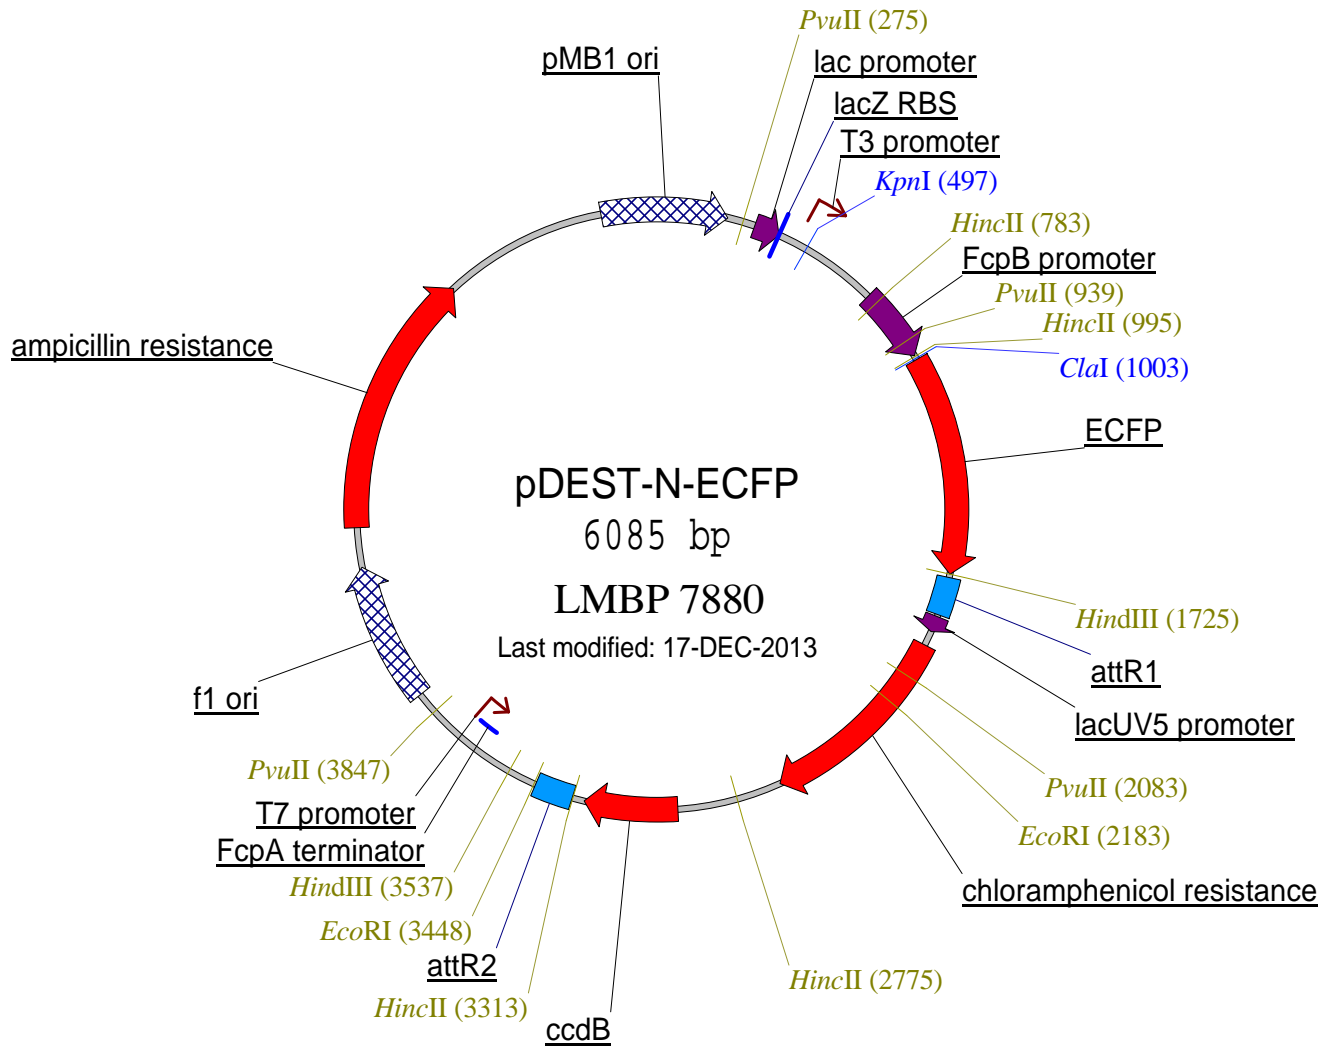 PvuII (275)
pMB1 ori
lac promoter
lacZ RBS
T3 promoter
KpnI (497)
HincII (783)
FcpB promoter
PvuII (939)
HincII (995)
ClaI (1003)
ampicillin resistance
ECFP
pDEST-N-ECFP
6085 bp
LMBP 7880
Last modified: 17-DEC-2013
HindIII (1725)
attR1
lacUV5 promoter
f1 ori
PvuII (3847)
PvuII (2083)
T7 promoter
EcoRI (2183)
FcpA terminator
HindIII (3537)
chloramphenicol resistance
EcoRI (3448)
attR2
HincII (2775)
HincII (3313)
ccdB